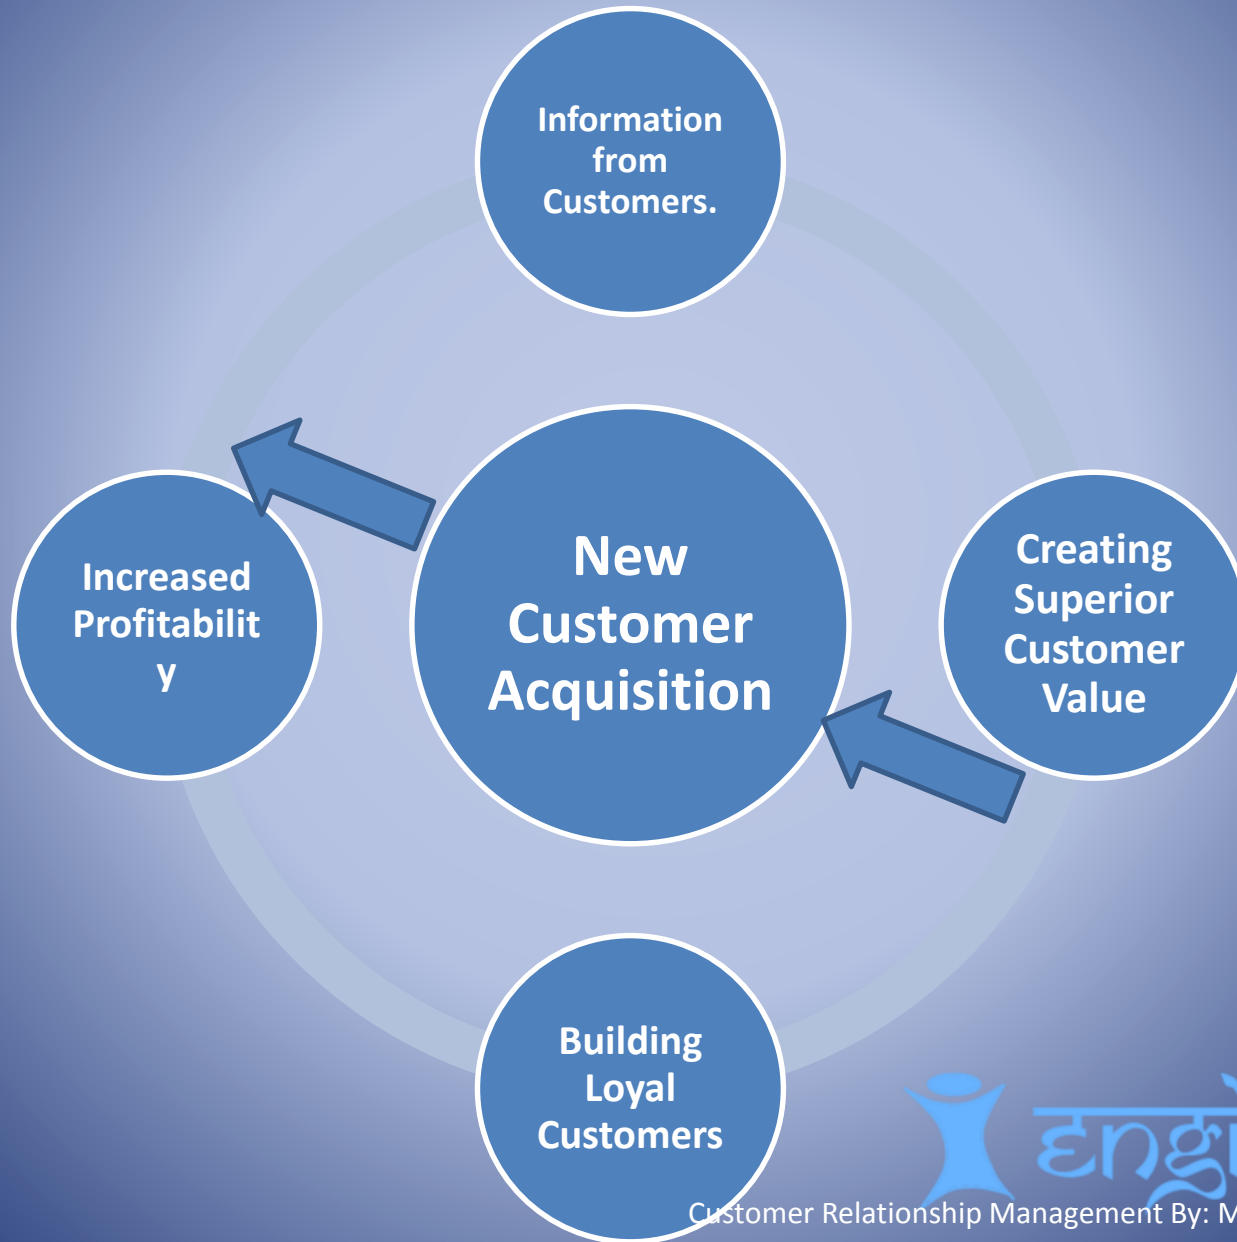 Information
from
Customers.
New
Customer
Acquisition
Increased
Profitabilit
y
Creating
Superior
Customer
Value
Building
Loyal
Customers
Customer Relationship Management By: